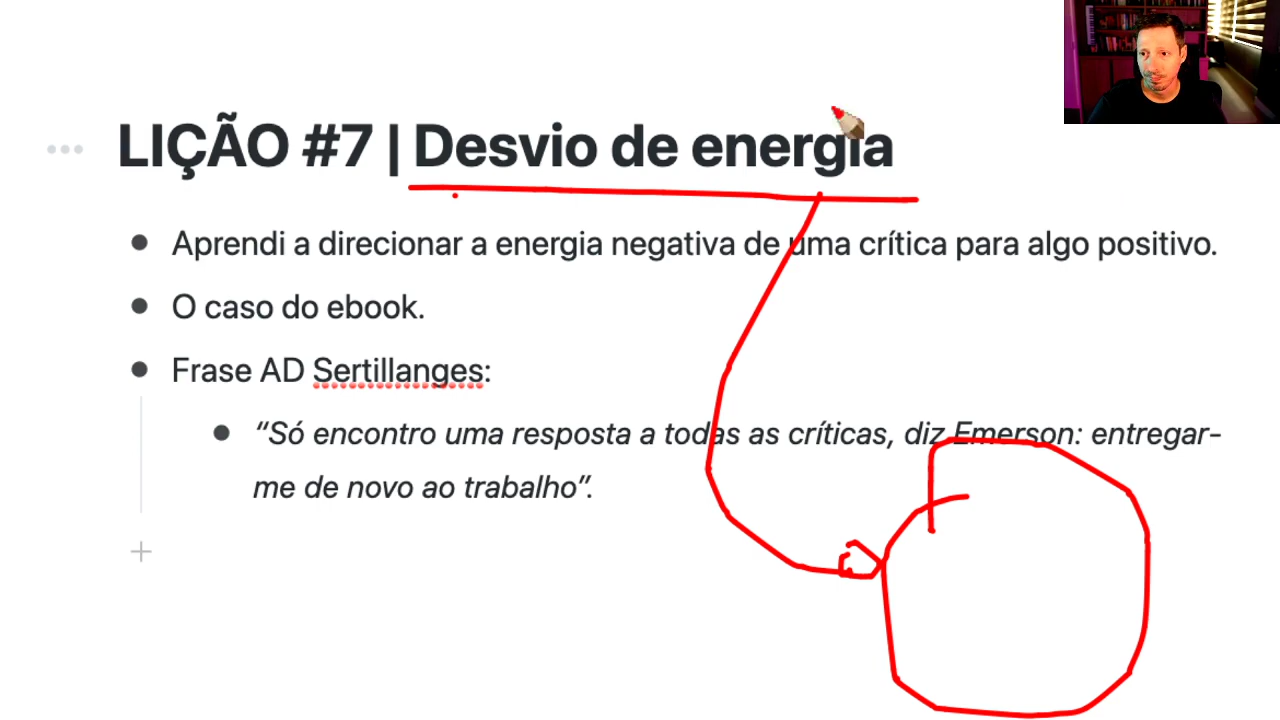 LIÇÃO #7 | Desvio de energia
Aprendi a direcionar a energia negativa de uma crítica para algo positivo.
O caso do ebook.
Frase AD Sertillanges:
“Só encontro uma resposta a todas as críticas, diz Emerson: entregar-
me de novo ao trabalho”.